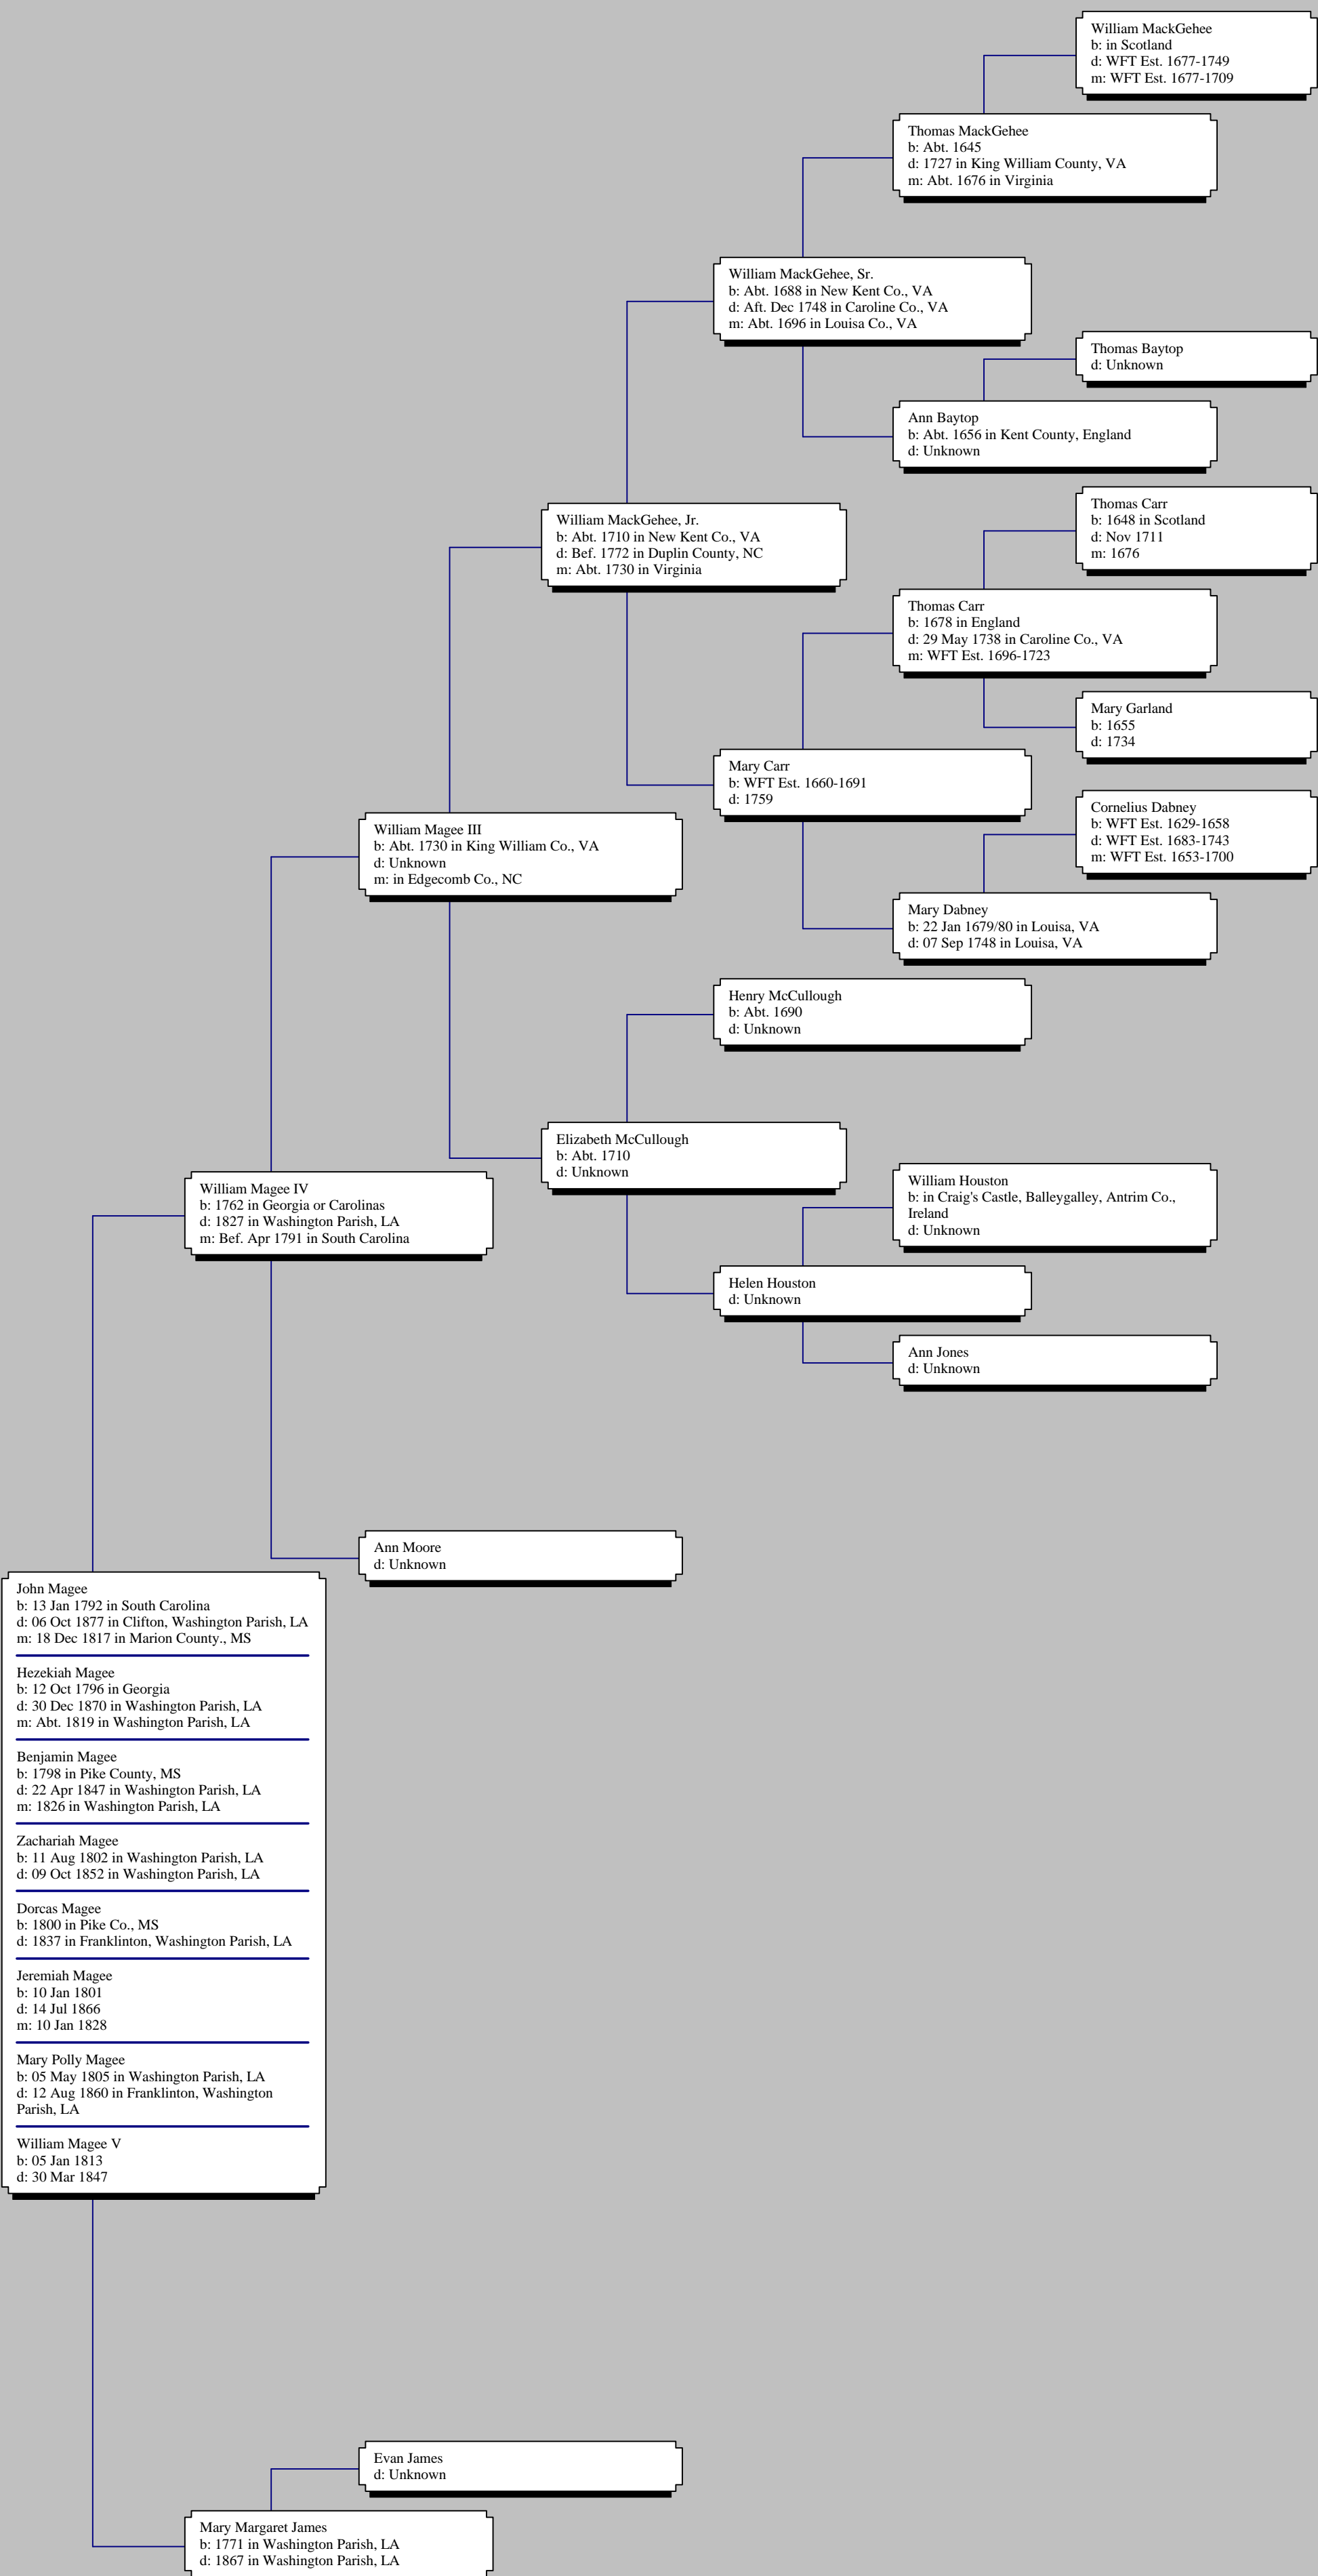 William MackGehee
b: in Scotland
d: WFT Est. 1677-1749
m: WFT Est. 1677-1709
Thomas MackGehee
b: Abt. 1645
d: 1727 in King William County, VA
m: Abt. 1676 in Virginia
William MackGehee, Sr.
b: Abt. 1688 in New Kent Co., VA
d: Aft. Dec 1748 in Caroline Co., VA
m: Abt. 1696 in Louisa Co., VA
Thomas Baytop
d: Unknown
Ann Baytop
b: Abt. 1656 in Kent County, England
d: Unknown
Thomas Carr
b: 1648 in Scotland
d: Nov 1711
m: 1676
William MackGehee, Jr.
b: Abt. 1710 in New Kent Co., VA
d: Bef. 1772 in Duplin County, NC
m: Abt. 1730 in Virginia
Thomas Carr
b: 1678 in England
d: 29 May 1738 in Caroline Co., VA
m: WFT Est. 1696-1723
Mary Garland
b: 1655
d: 1734
Mary Carr
b: WFT Est. 1660-1691
d: 1759
Cornelius Dabney
b: WFT Est. 1629-1658
d: WFT Est. 1683-1743
m: WFT Est. 1653-1700
William Magee III
b: Abt. 1730 in King William Co., VA
d: Unknown
m: in Edgecomb Co., NC
Mary Dabney
b: 22 Jan 1679/80 in Louisa, VA
d: 07 Sep 1748 in Louisa, VA
Henry McCullough
b: Abt. 1690
d: Unknown
Elizabeth McCullough
b: Abt. 1710
d: Unknown
William Houston
b: in Craig's Castle, Balleygalley, Antrim Co.,
Ireland
d: Unknown
William Magee IV
b: 1762 in Georgia or Carolinas
d: 1827 in Washington Parish, LA
m: Bef. Apr 1791 in South Carolina
Helen Houston
d: Unknown
Ann Jones
d: Unknown
Ann Moore
d: Unknown
John Magee
b: 13 Jan 1792 in South Carolina
d: 06 Oct 1877 in Clifton, Washington Parish, LA
m: 18 Dec 1817 in Marion County., MS
Hezekiah Magee
b: 12 Oct 1796 in Georgia
d: 30 Dec 1870 in Washington Parish, LA
m: Abt. 1819 in Washington Parish, LA
Benjamin Magee
b: 1798 in Pike County, MS
d: 22 Apr 1847 in Washington Parish, LA
m: 1826 in Washington Parish, LA
Zachariah Magee
b: 11 Aug 1802 in Washington Parish, LA
d: 09 Oct 1852 in Washington Parish, LA
Dorcas Magee
b: 1800 in Pike Co., MS
d: 1837 in Franklinton, Washington Parish, LA
Jeremiah Magee
b: 10 Jan 1801
d: 14 Jul 1866
m: 10 Jan 1828
Mary Polly Magee
b: 05 May 1805 in Washington Parish, LA
d: 12 Aug 1860 in Franklinton, Washington
Parish, LA
William Magee V
b: 05 Jan 1813
d: 30 Mar 1847
Evan James
d: Unknown
Mary Margaret James
b: 1771 in Washington Parish, LA
d: 1867 in Washington Parish, LA